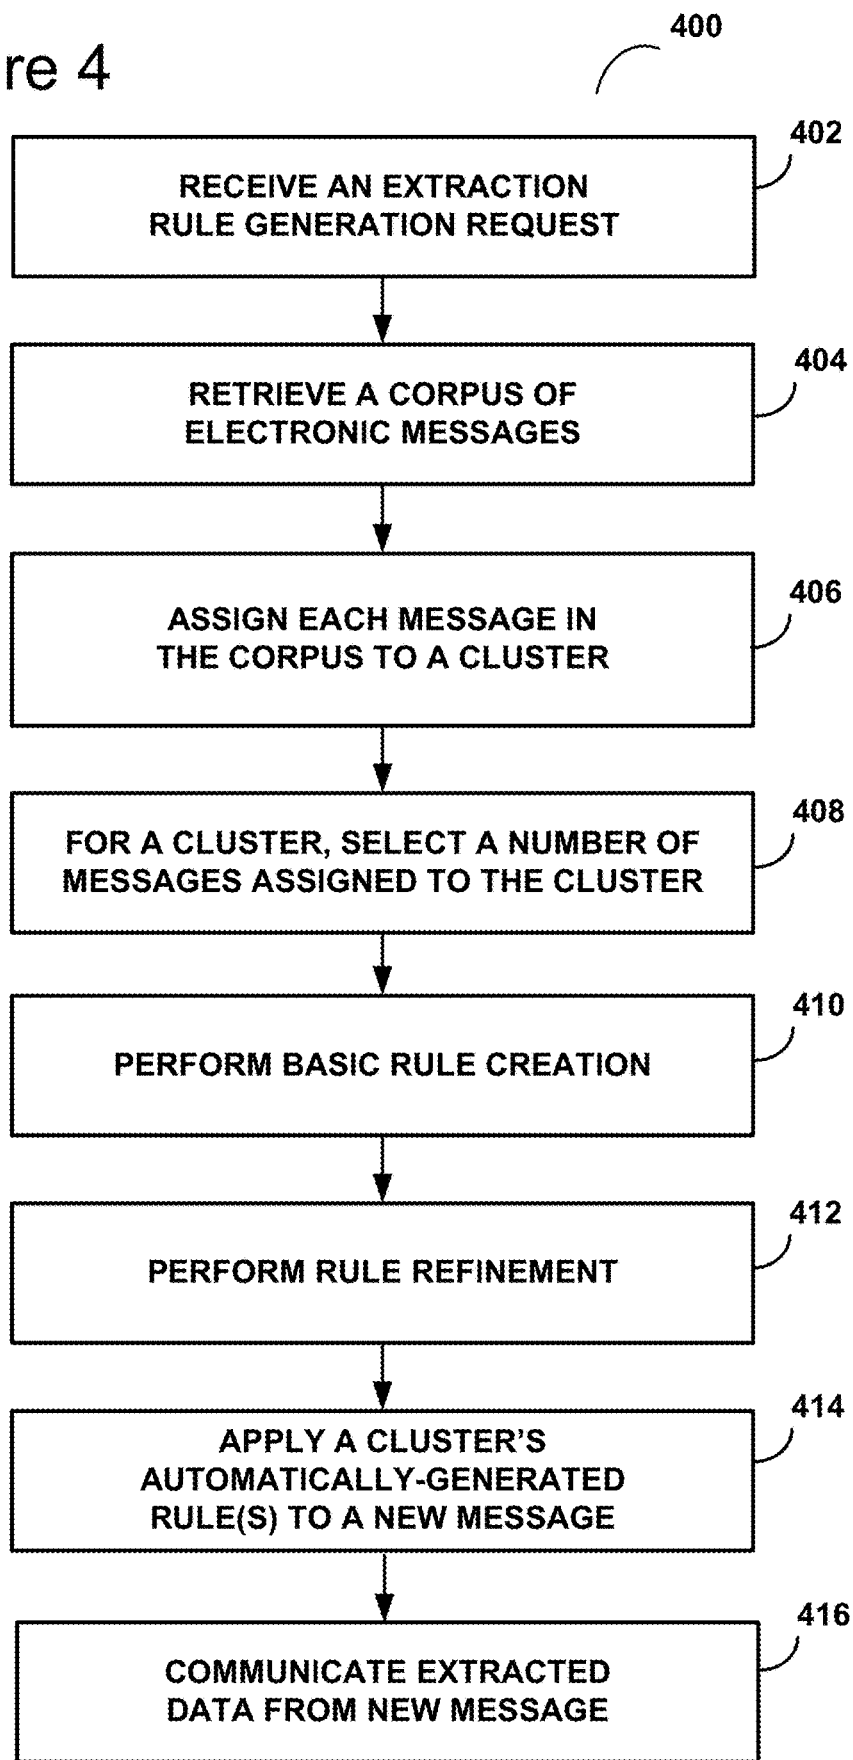 400
re 4
402
RECEIVE AN EXTRACTION
RULE GENERATION REQUEST
404
RETRIEVE A CORPUS OF
ELECTRONIC MESSAGES
406
ASSIGN EACH MESSAGE IN
THE CORPUS TO A CLUSTER
408
FOR A CLUSTER, SELECT A NUMBER OF
MESSAGES ASSIGNED TO THE CLUSTER
410
PERFORM BASIC RULE CREATION
412
PERFORM RULE REFINEMENT
414
APPLY A CLUSTER'S
AUTOMATICALLY-GENERATED
RULE(S) TO A NEW MESSAGE
416
COMMUNICATE EXTRACTED
DATA FROM NEW MESSAGE